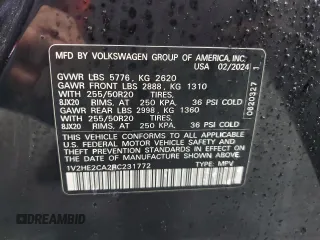 MFD. BY VOLKSWAGEN GROUP OF AMERICA, INC.
USA 02/2024
GVWR LBS 5776, KG 2620
GAWR FRONT LBS 2888, KG 1310
WITH 255/50R20 TIRES,
8JX20 RIMS, AT 250 KPA, 36 PSI COLD
GAWR REAR LBS 2998, KG 1360
WITH 255/50R20 TIRES,
8JX20 RIMS, AT 250 KPA, 36 PSI COLD
THIS VEHICLE CONFORMS TO ALL APPLICABLE
U.S. FEDERAL MOTOR VEHICLE SAFETY
STANDARDS IN EFFECT ON THE DATE OF
MANUFACTURE SHOWN ABOVE.
1V2HE2CA2RC231772 TYPE: MPV
0820327 1
DREAMBID